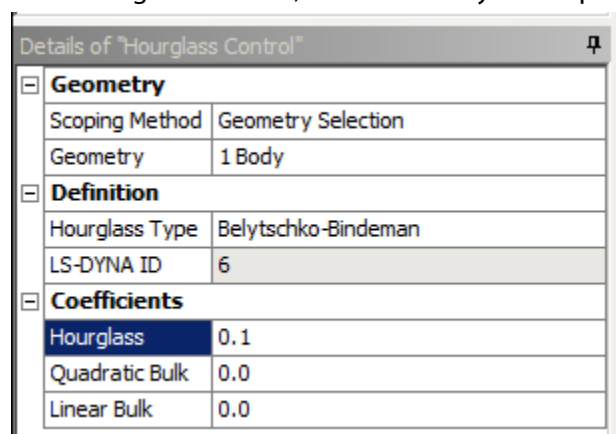 Details of "Hourglass Control"
Geometry
Scoping Method Geometry Selection
Geometry 1 Body
Definition
Hourglass Type Belytschko-Bindeman
LS-DYNA ID 6
Coefficients
Hourglass 0.1
Quadratic Bulk 0.0
Linear Bulk 0.0